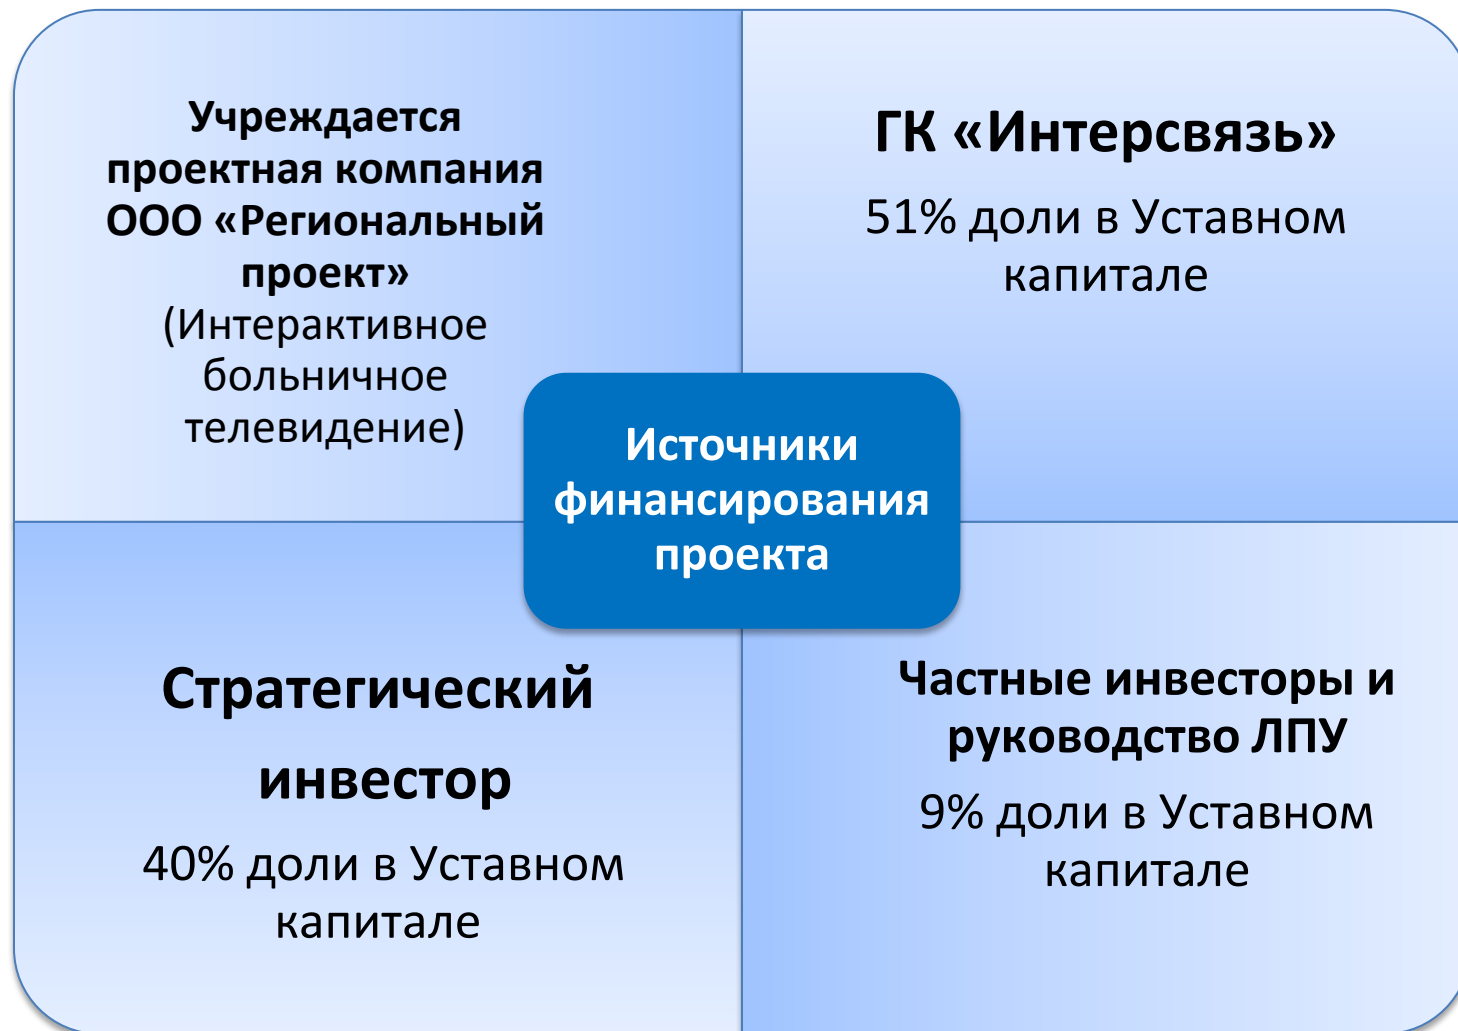 Учреждается
проектная компания
ООО «Региональный
проект»
(Интерактивное
больничное
телевидение)
ГК «Интерсвязь»
51% доли в Уставном
капитале
Источники
финансирования
проекта
Стратегический
инвестор
40% доли в Уставном
капитале
Частные инвесторы и
руководство ЛПУ
9% доли в Уставном
капитале